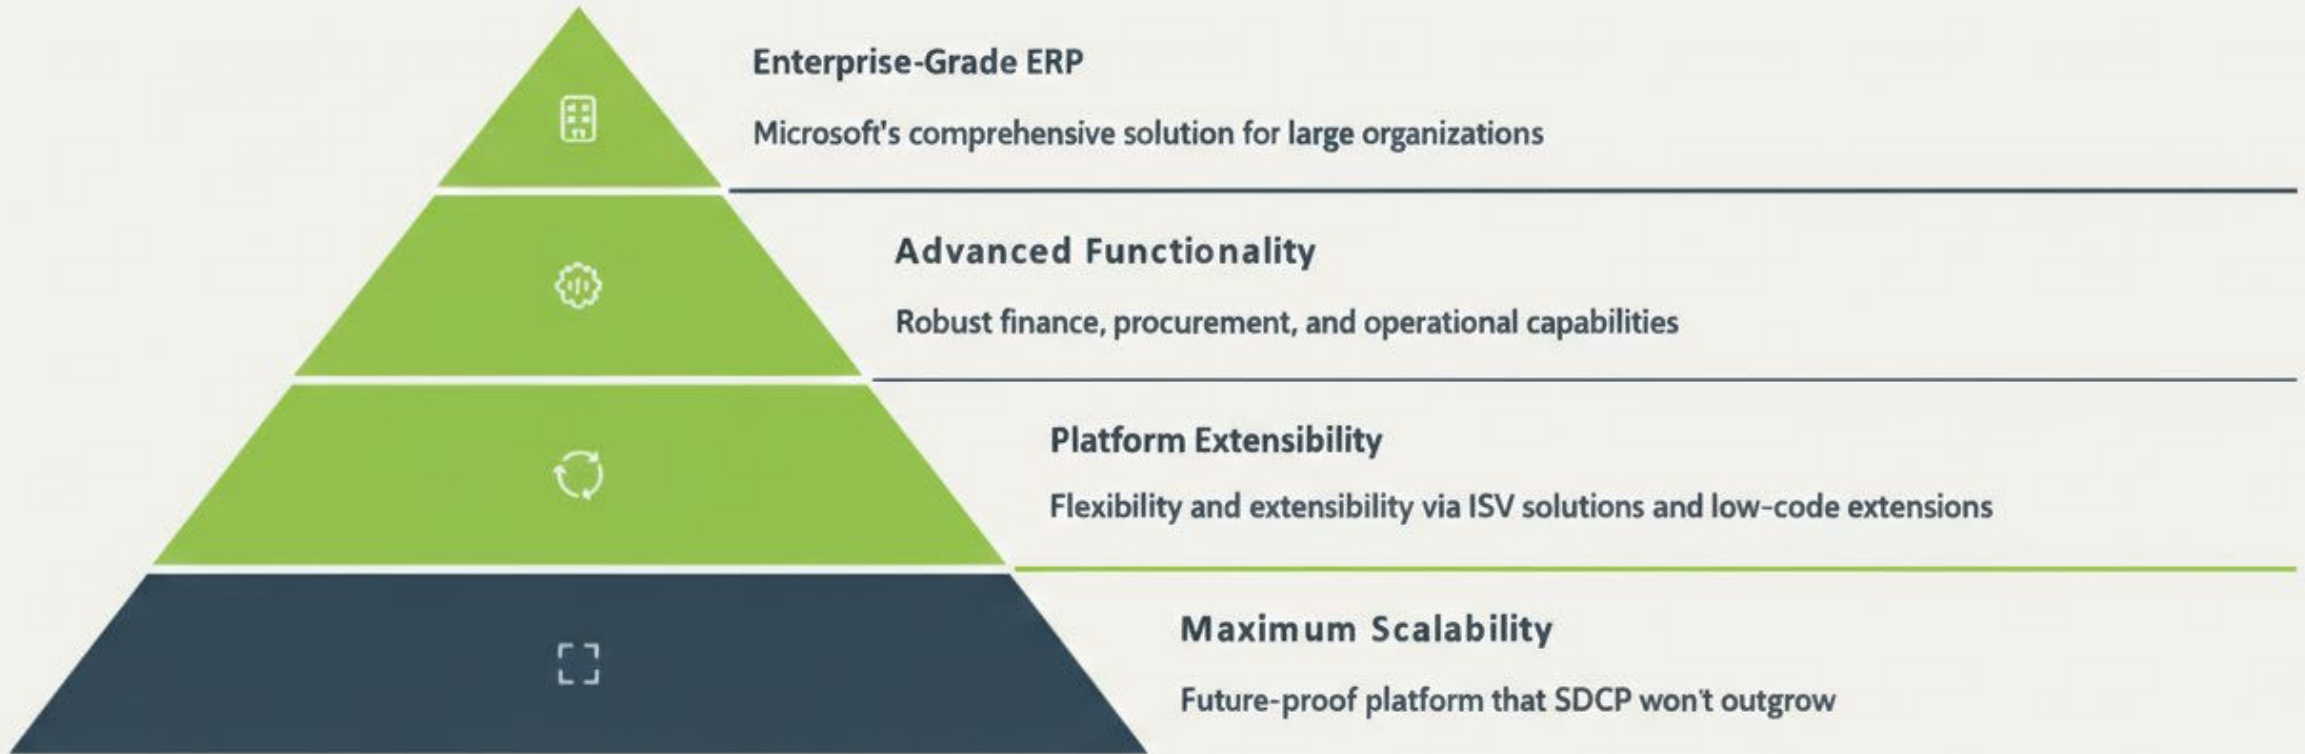 Enterprise-Grade ERP
Microsoft's comprehensive solution for large organizations
Advanced Functionality
Robust finance, procurement, and operational capabilities
Platform Extensibility
Flexibility and extensibility via ISV solutions and low-code extensions
Maximum Scalability
Future-proof platform that SDCP won't outgrow